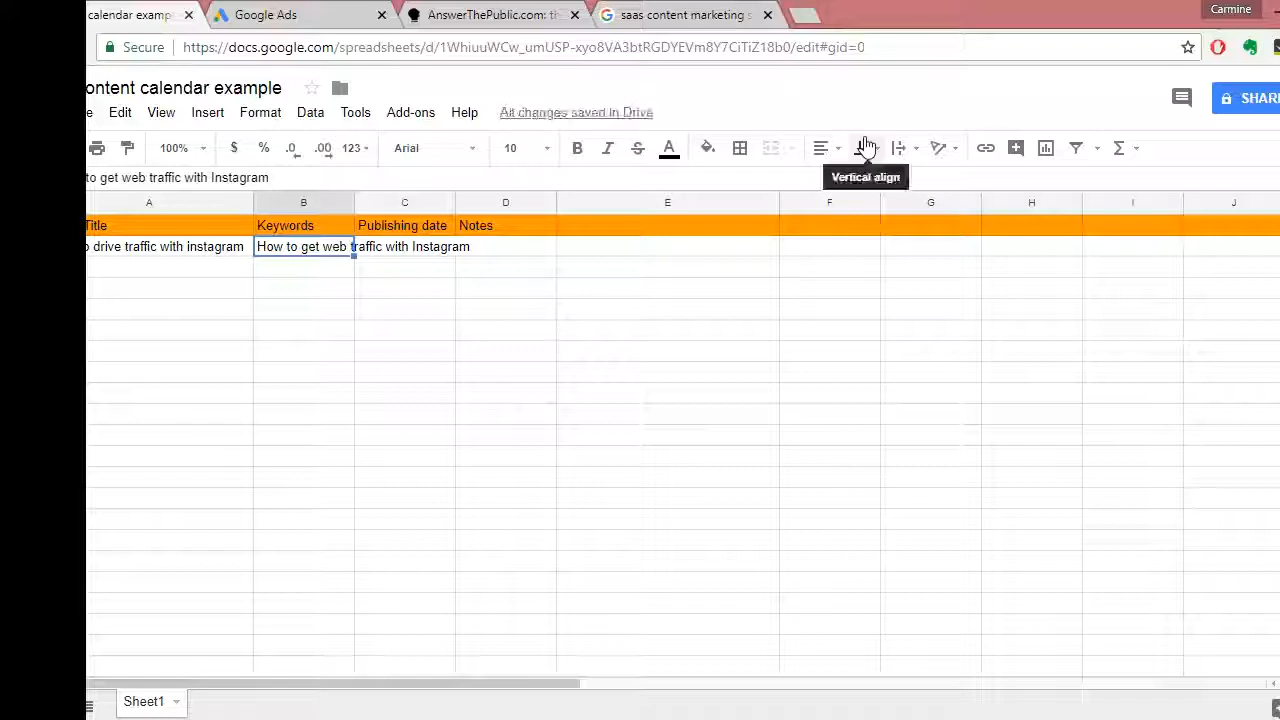 calendar example
Google Ads
AnswerThePublic.com: th
saas content marketing s
Carmine
Secure
https://docs.google.com/spreadsheets/d/1WhiuuWCw_umUSP-xyo8VA3btRGDYEVm8Y7CiTiZ18b0/edit#gid=0
ontent calendar example
SHARE
e Edit View Insert Format Data Tools Add-ons Help All changes saved in Drive
100% $ % .0 .00 123 Arial 10 B I S A
Vertical align
to get web traffic with Instagram
A B C D E F G H I J
Title Keywords Publishing date Notes
o drive traffic with instagram How to get web traffic with Instagram
Sheet1